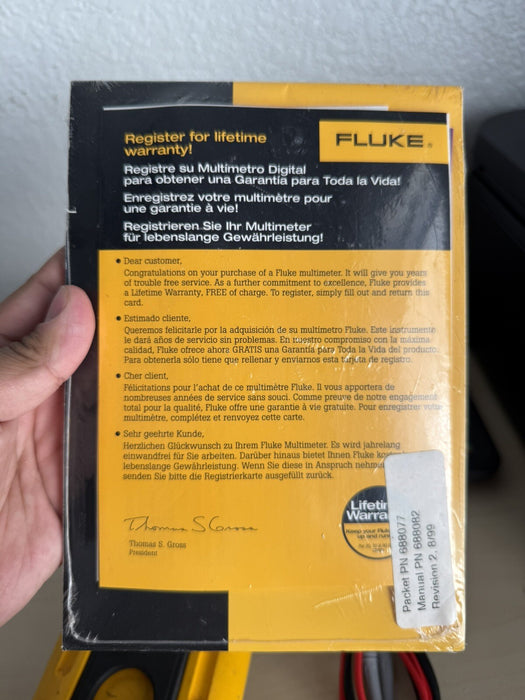 FLUKE®
Register for lifetime
warranty!
Registre su Multimetro Digital
para obtener una Garantía para Toda la Vida!
Enregistrez votre multimètre pour
une garantie à vie!
Registrieren Sie Ihr Multimeter
für lebenslange Gewährleistung!
● Dear customer,
Congratulations on your purchase of a Fluke multimeter. It will give you years
of trouble free service. As a further commitment to excellence, Fluke provides
a Lifetime Warranty, FREE of charge. To register, simply fill out and return this
card.
● Estimado cliente,
Queremos felicitarle por la adquisición de su multimetro Fluke. Este instrumento
le dará años de servicio sin problemas. En nuestro compromiso con la máxima
calidad, Fluke ofrece ahora GRATIS una Garantía para Toda la Vida del producto.
Para obtenerla sólo tiene que rellenar y enviarnos esta tarjeta de registro.
● Cher client,
Félicitations pour l'achat de ce multimètre Fluke. Il vous apportera de
nombreuses années de service sans souci. Comme preuve de notre engagement
total pour la qualité, Fluke offre une garantie à vie gratuite. Pour enregistrer votre
multimètre, complétez et renvoyez cette carte.
● Sehr geehrte Kunde,
Herzlichen Glückwunsch zu Ihrem Fluke Multimeter. Es wird jahrelang
einwandfrei für Sie arbeiten. Darüber hinaus bietet Ihnen Fluke
lebenslange Gewährleistung. Wenn Sie diese in Anspruch
senden Sie bitte die Registrierkarte ausgefüllt zurück.
Thomas S Gross
Thomas S. Gross
President
Lifetim
Warra
Keep your Fluke
up and
Packet PN 688077
Manual PN 688082
Revision 2, 8/99